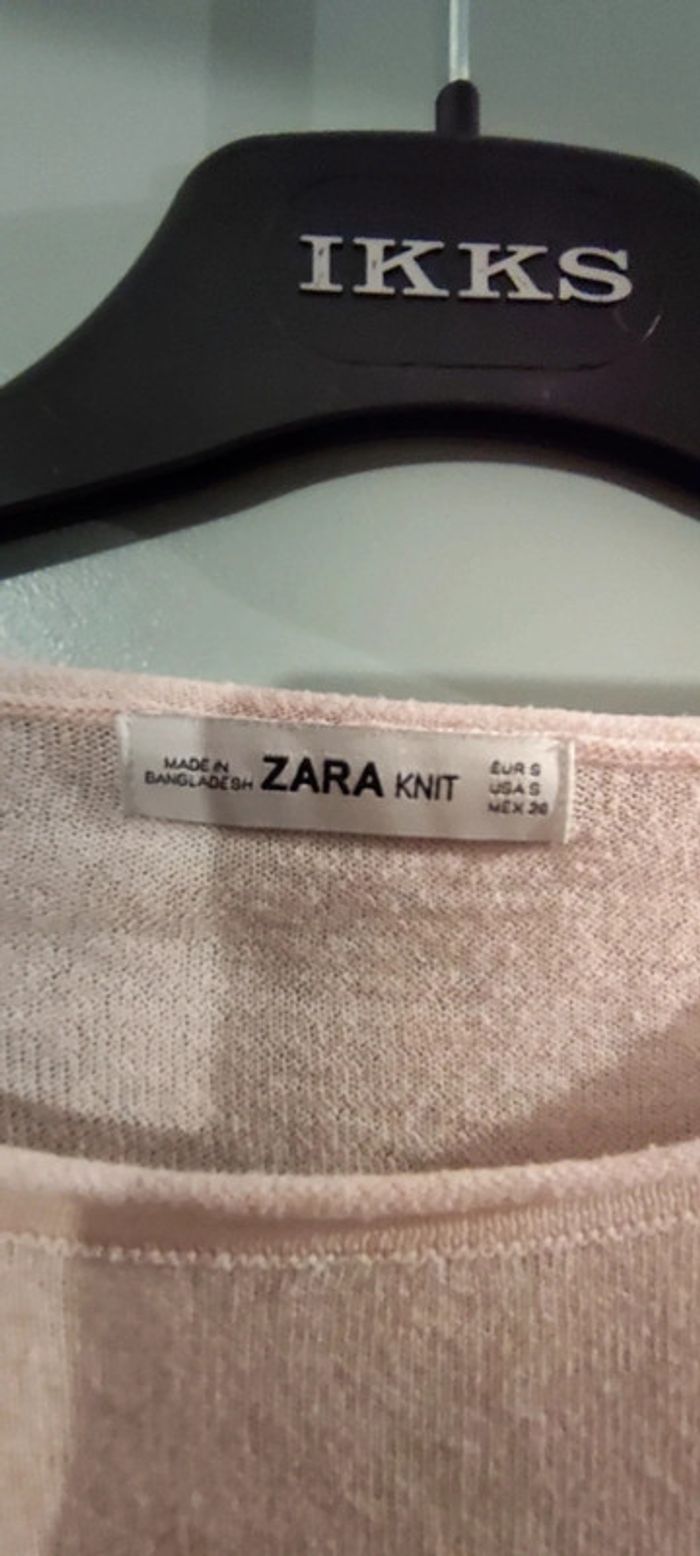 IKKS
MADE IN
BANGLADESH
ZARA KNIT
EUR S
USA S
MEX 26